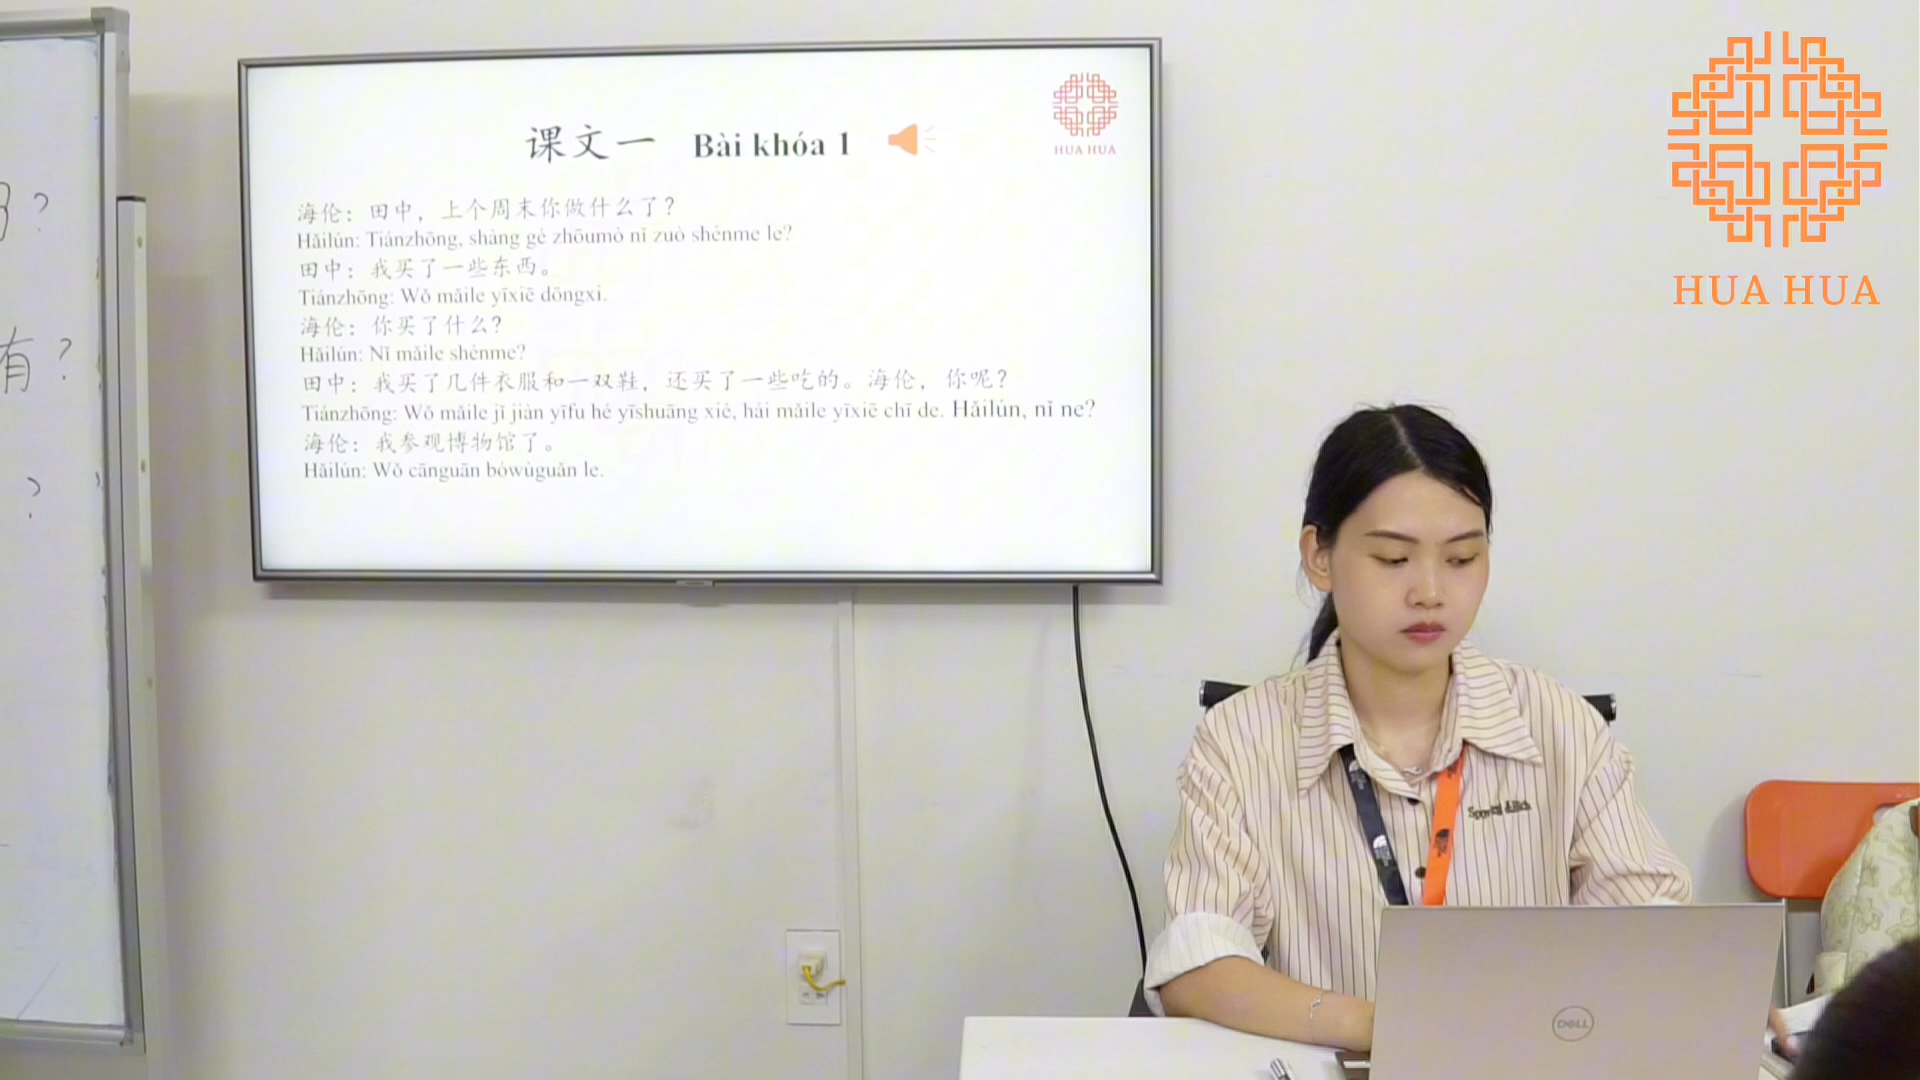 课文一 Bài khóa 1
HUA HUA
海伦：田中，上个周末你做什么了？
Hǎilún: Tiánzhōng, shàng gè zhōumò nǐ zuò shénme le?
田中：我买了一些东西。
Tiánzhōng: Wǒ mǎile yīxiē dōngxi.
海伦：你买了什么？
Hǎilún: Nǐ mǎile shénme?
田中：我买了几件衣服和一双鞋，还买了一些吃的。海伦，你呢？
Tiánzhōng: Wǒ mǎile jǐ jiàn yīfu hé yīshuāng xié, hái mǎile yīxiē chī de. Hǎilún, nǐ ne?
海伦：我参观博物馆了。
Hǎilún: Wǒ cānguān bówùguǎn le.
HUA HUA
?
有?
?
DELL